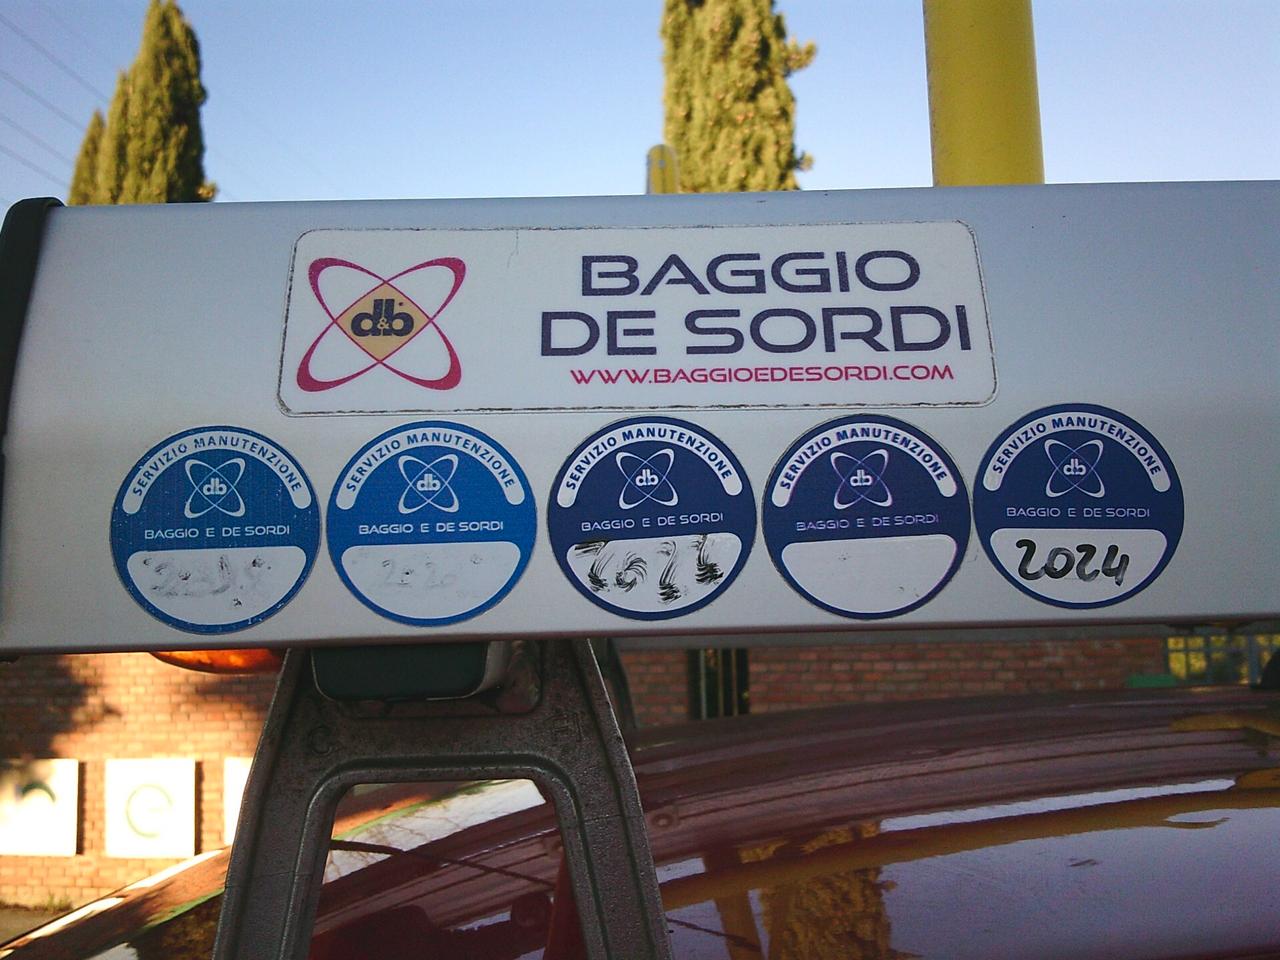 d&b
BAGGIO
DE SORDI
WWW.BAGGIOEDESORDI.COM
SERVIZIO MANUTENZIONE
db
BAGGIO E DE SORDI
SERVIZIO MANUTENZIONE
db
BAGGIO E DE SORDI
2020
SERVIZIO MANUTENZIONE
db
BAGGIO E DE SORDI
SERVIZIO MANUTENZIONE
db
BAGGIO E DE SORDI
SERVIZIO MANUTENZIONE
db
BAGGIO E DE SORDI
2024